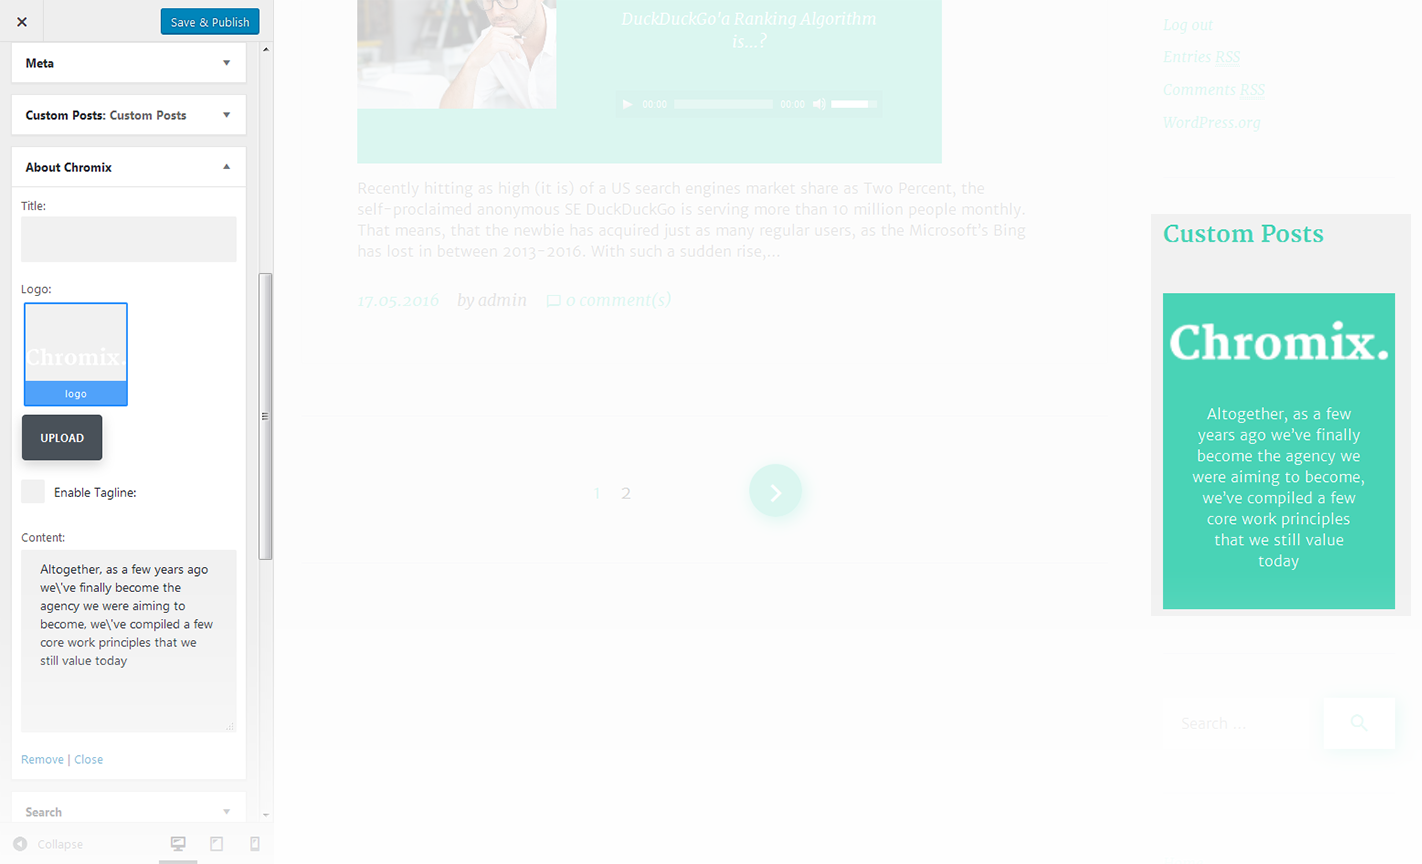 Save & Publish
Meta
Custom Posts: Custom Posts
About Chromix
Title:
Logo:
Chromix.
logo
UPLOAD
Enable Tagline:
Content:
Altogether, as a few years ago
we\'ve finally become the
agency we were aiming to
become, we\'ve compiled a few
core work principles that we
still value today
Remove | Close
Search
Collapse
DuckDuckGo'a Ranking Algorithm
is...?
00:00 00:00
Recently hitting as high (it is) of a US search engines market share as Two Percent, the
self-proclaimed anonymous SE DuckDuckGo is serving more than 10 million people monthly.
That means, that the newbie has acquired just as many regular users, as the Microsoft's Bing
has lost in between 2013-2016. With such a sudden rise,...
17.05.2016 by admin 0 comment(s)
1 2
Log out
Entries RSS
Comments RSS
WordPress.org
Custom Posts
Chromix.
Altogether, as a few
years ago we've finally
become the agency we
were aiming to become,
we've compiled a few
core work principles
that we still value
today
Search ...